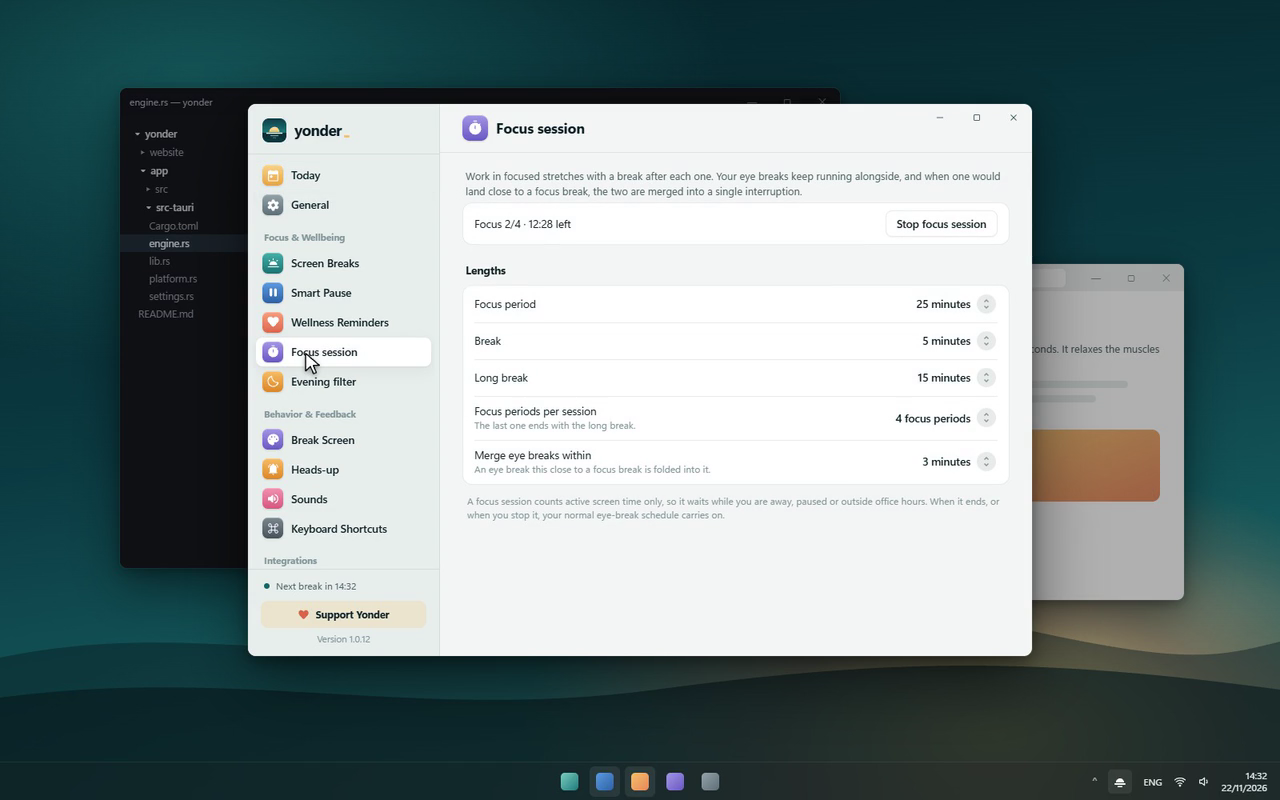 engine.rs — yonder
yonder
website
app
src
src-tauri
Cargo.toml
engine.rs
lib.rs
platform.rs
settings.rs
README.md
yonder
Today
General
Focus & Wellbeing
Screen Breaks
Smart Pause
Wellness Reminders
Focus session
Evening filter
Behavior & Feedback
Break Screen
Heads-up
Sounds
Keyboard Shortcuts
Integrations
Next break in 14:32
Support Yonder
Version 1.0.12
Focus session
Work in focused stretches with a break after each one. Your eye breaks keep running alongside, and when one would
land close to a focus break, the two are merged into a single interruption.
Focus 2/4 · 12:28 left
Stop focus session
Lengths
Focus period
25 minutes
Break
5 minutes
Long break
15 minutes
Focus periods per session
The last one ends with the long break.
4 focus periods
Merge eye breaks within
An eye break this close to a focus break is folded into it.
3 minutes
A focus session counts active screen time only, so it waits while you are away, paused or outside office hours. When it ends, or
when you stop it, your normal eye-break schedule carries on.
It relaxes the muscles
ENG
14:32
22/11/2026